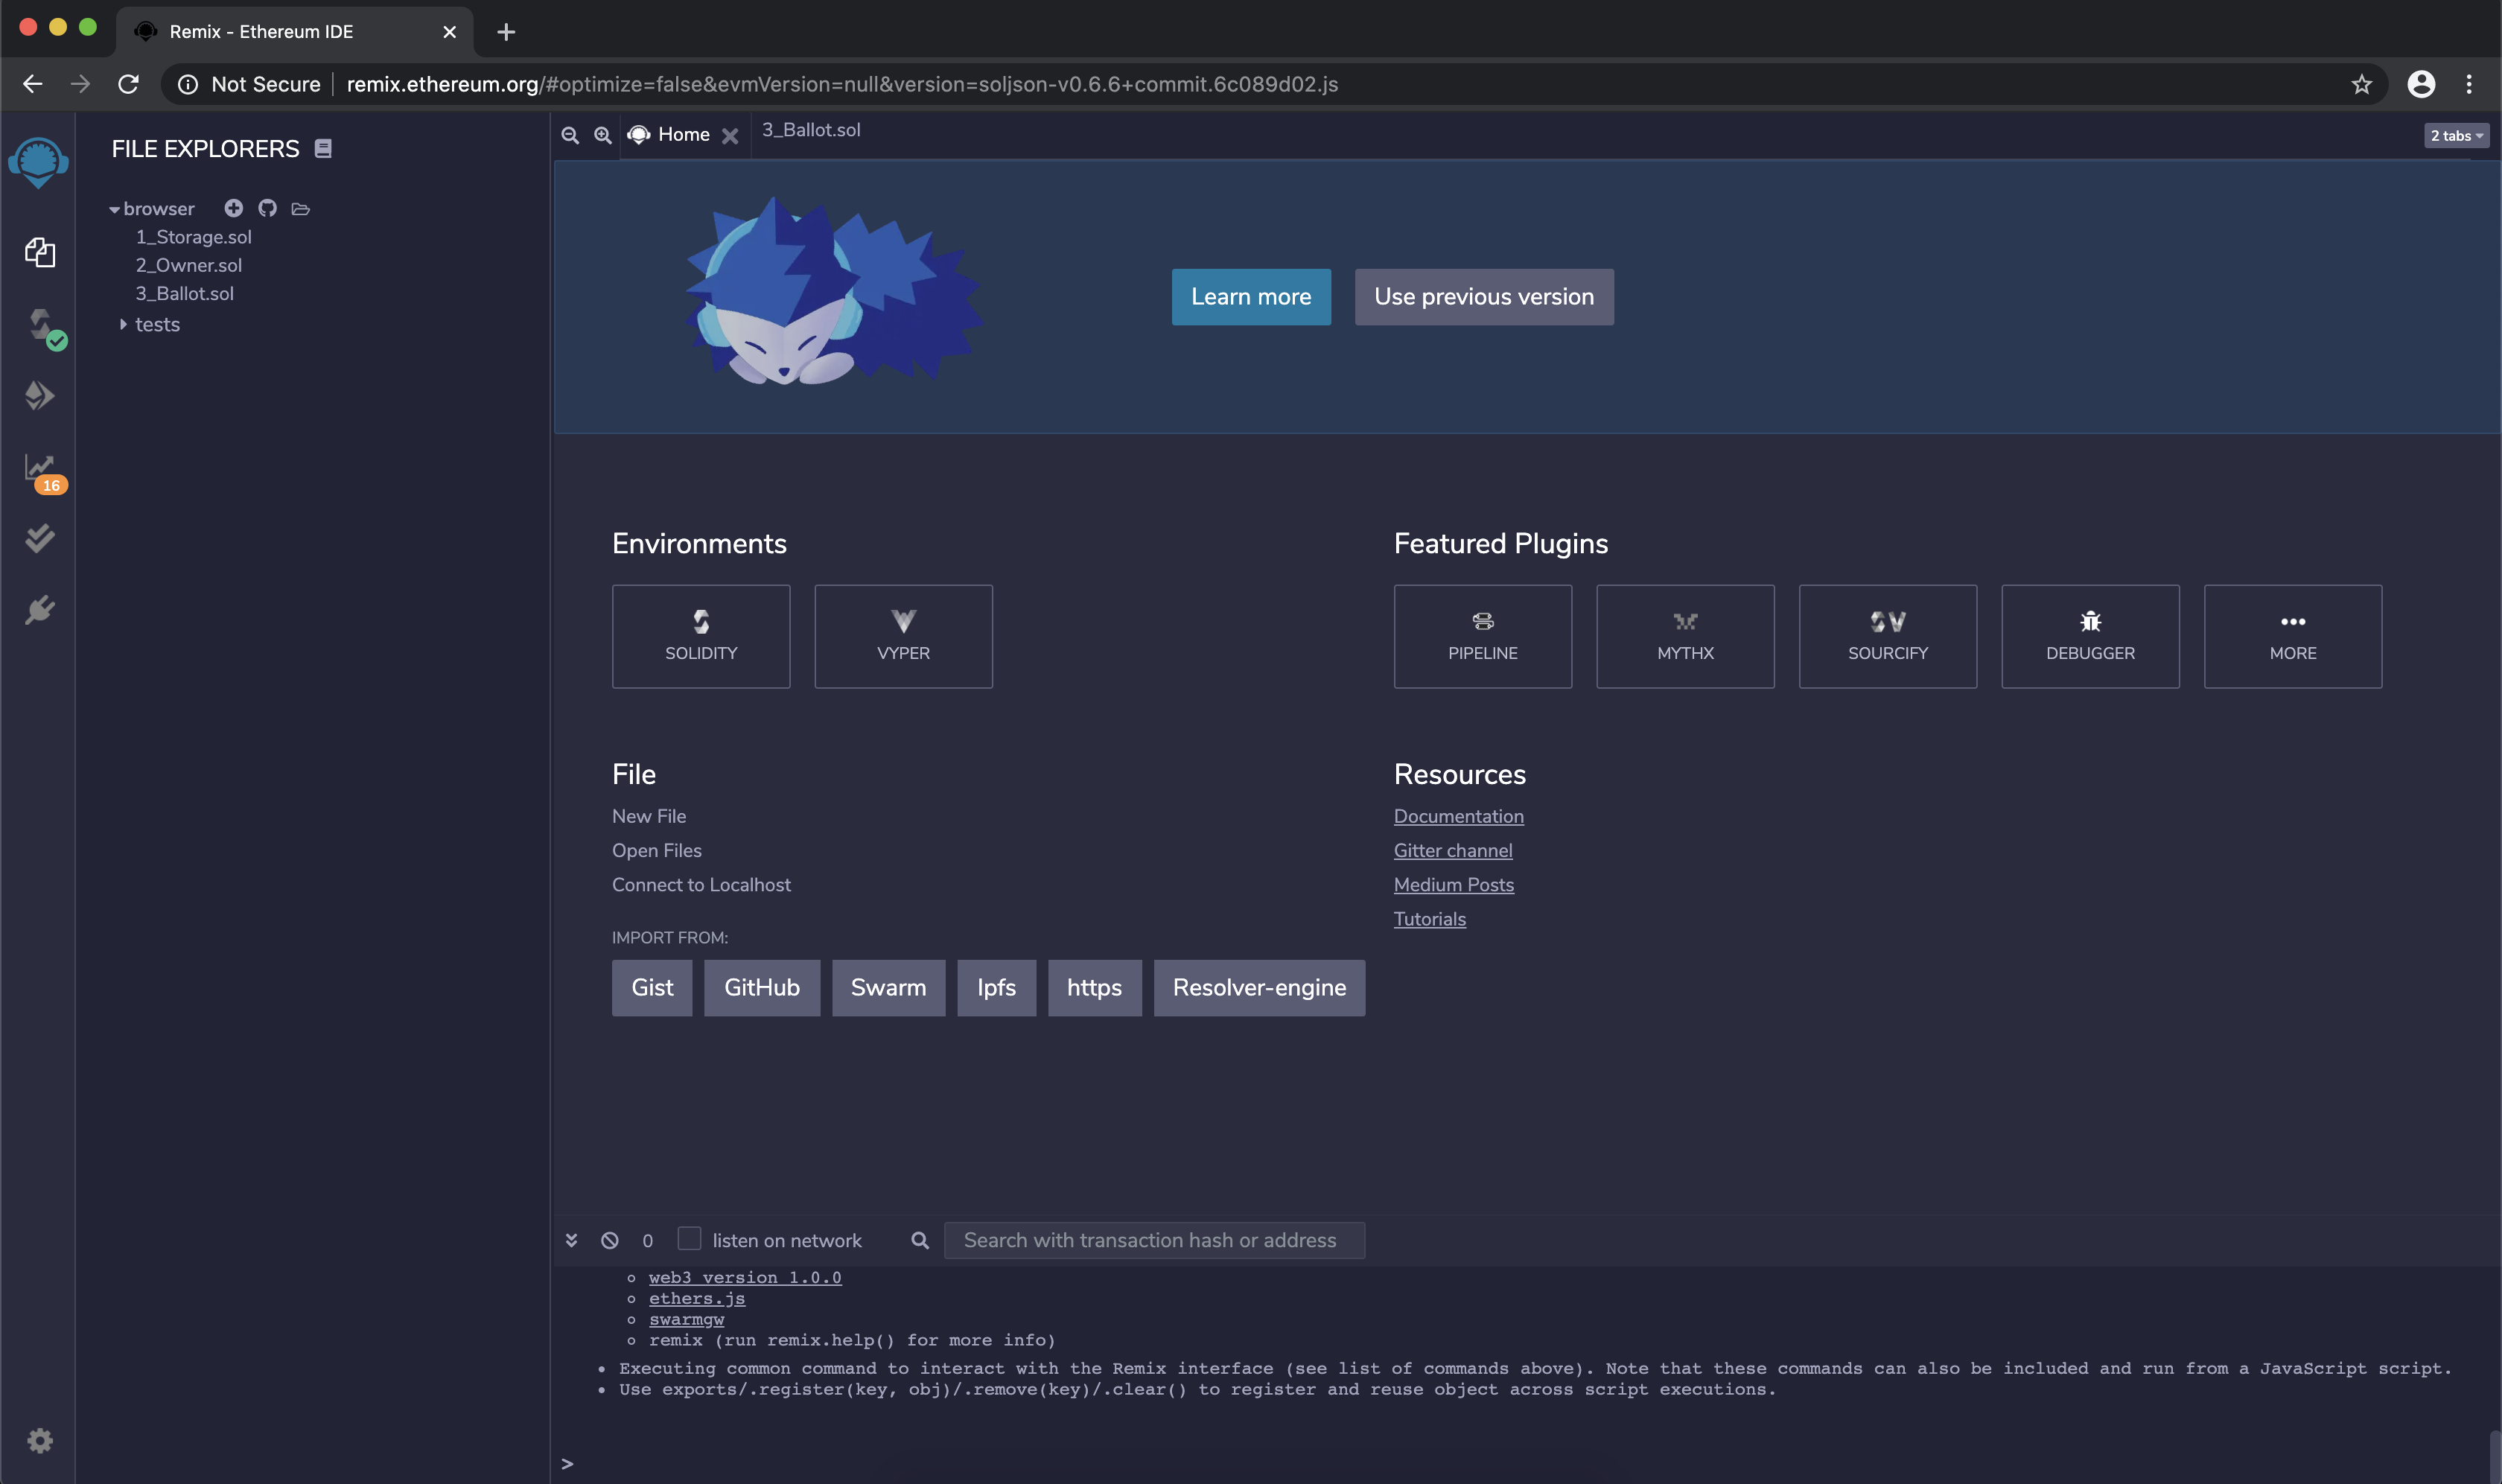 Remix - Ethereum IDE
Not Secure | remix.ethereum.org/#optimize=false&evmVersion=null&version=soljson-v0.6.6+commit.6c089d02.js
FILE EXPLORERS
browser
1_Storage.sol
2_Owner.sol
3_Ballot.sol
tests
16
Home
3_Ballot.sol
2 tabs
Learn more
Use previous version
Environments
SOLIDITY
VYPER
Featured Plugins
PIPELINE
MYTHX
SOURCIFY
DEBUGGER
MORE
File
New File
Open Files
Connect to Localhost
IMPORT FROM:
Gist
GitHub
Swarm
Ipfs
https
Resolver-engine
Resources
Documentation
Gitter channel
Medium Posts
Tutorials
0
listen on network
Search with transaction hash or address
web3 version 1.0.0
ethers.js
swarmgw
remix (run remix.help() for more info)
Executing common command to interact with the Remix interface (see list of commands above). Note that these commands can also be included and run from a JavaScript script.
Use exports/.register(key, obj)/.remove(key)/.clear() to register and reuse object across script executions.
>